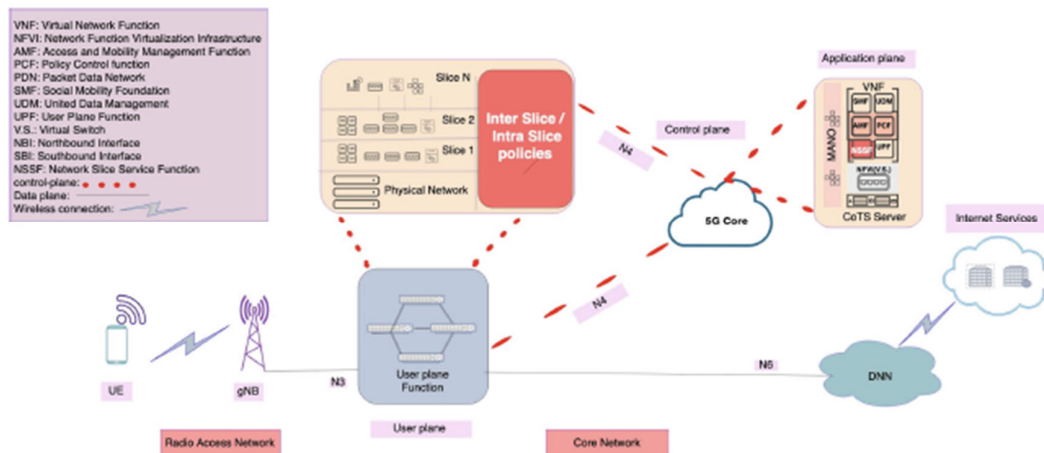 VNF: Virtual Network Function
NFVI: Network Function Virtualization Infrastructure
AMF: Access and Mobility Management Function
PCF: Policy Control function
PDN: Packet Data Network
SMF: Social Mobility Foundation
UDM: United Data Management
UPF: User Plane Function
V.S.: Virtual Switch
NBI: Northbound Interface
SBI: Southbound Interface
NSSF: Network Slice Service Function
control-plane:
Data plane:
Wireless connection:
Slice N
Slice 2
Slice 1
Physical Network
Inter Slice /
Intra Slice
policies
N4
Control plane
5G Core
N4
Application plane
VNF
MANO
SMF UDM
AMF PCF
NSSF UPF
CoTS Server
Internet Services
UE
gNB
N3
User plane
Function
N6
DNN
User plane
Radio Access Network
Core Network